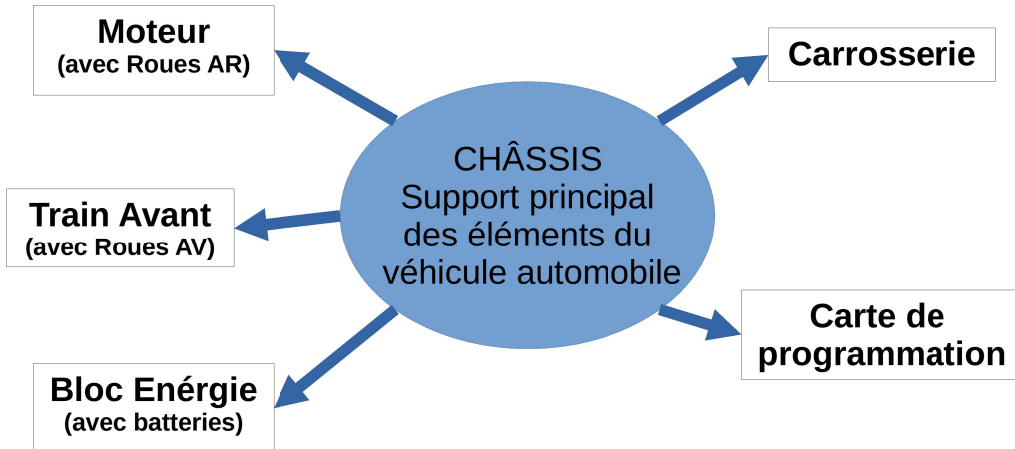 Moteur
(avec Roues AR)
Carrosserie
CHÂSSIS
Support principal
des éléments du
véhicule automobile
Train Avant
(avec Roues AV)
Carte de
programmation
Bloc Enérgie
(avec batteries)